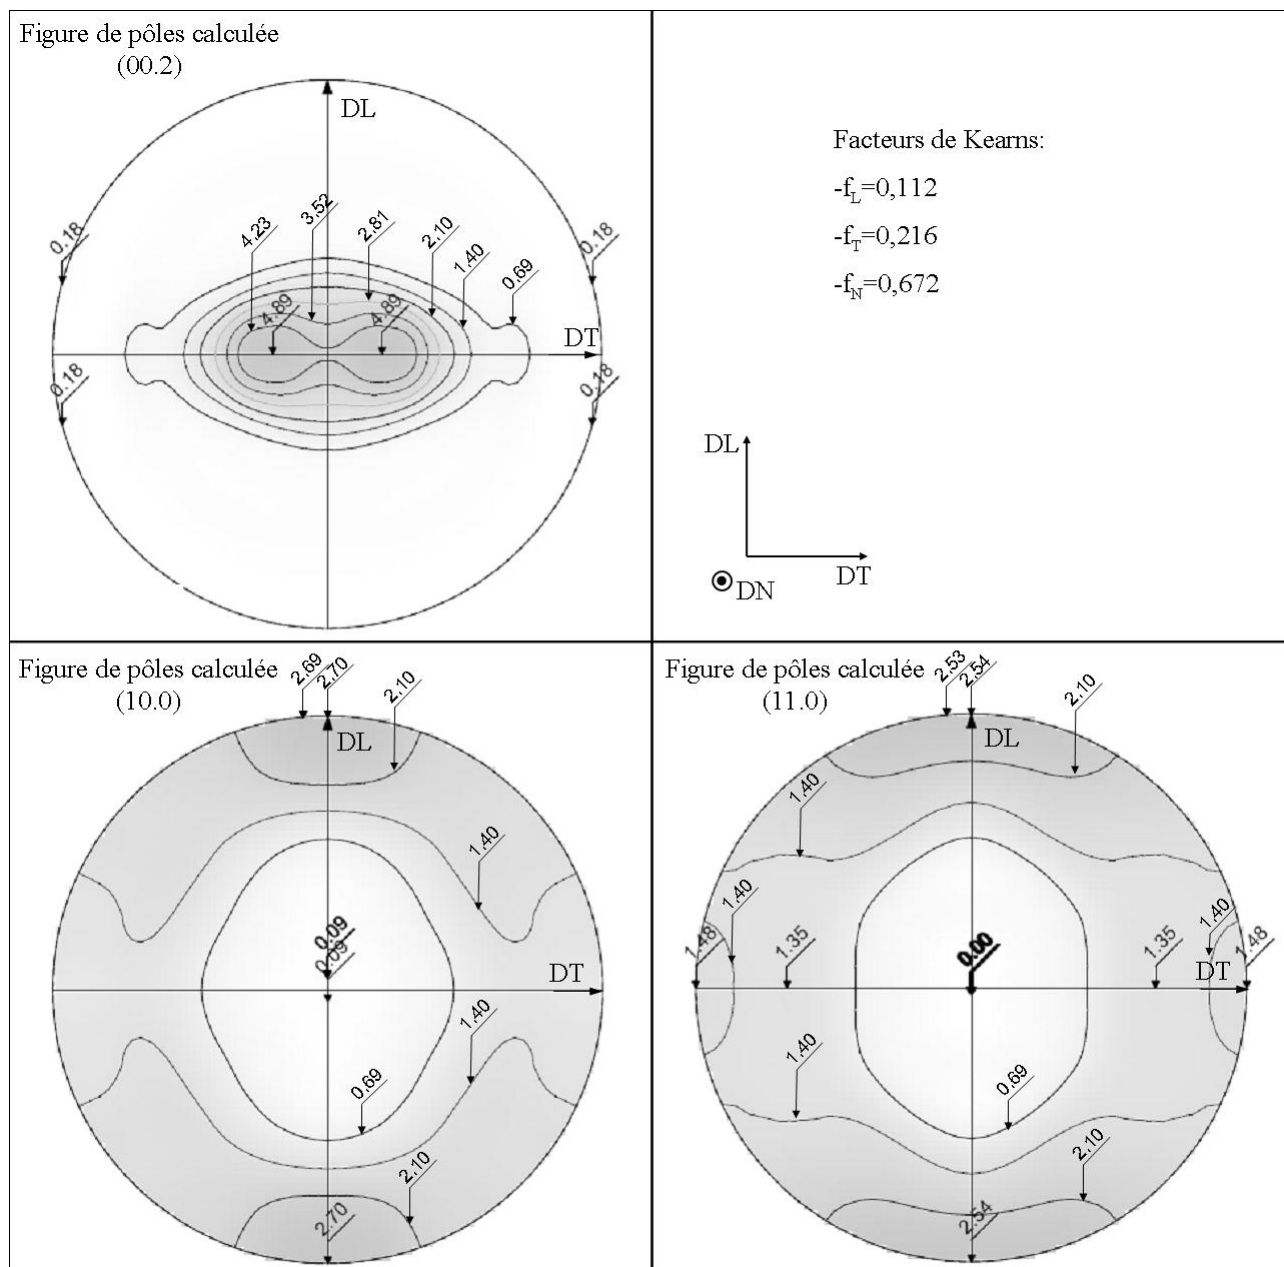 Figure de pôles calculée
(00.2)
DL
0.18
4.23
3.52
2.81
2.10
1.40
0.69
0.18
4.89
4.89
DT
0.18
0.18
Facteurs de Kearns:
-f_L=0,112
-f_T=0,216
-f_N=0,672
DL
DT
DN
Figure de pôles calculée
(10.0)
2.69
2.70
2.10
DL
1.40
0.09
0.09
DT
1.40
0.69
2.10
2.70
Figure de pôles calculée
(11.0)
2.53
2.54
2.10
DL
1.40
1.40
1.40
1.48
1.35
0.00
1.35
DT
1.48
1.40
0.69
2.10
2.54